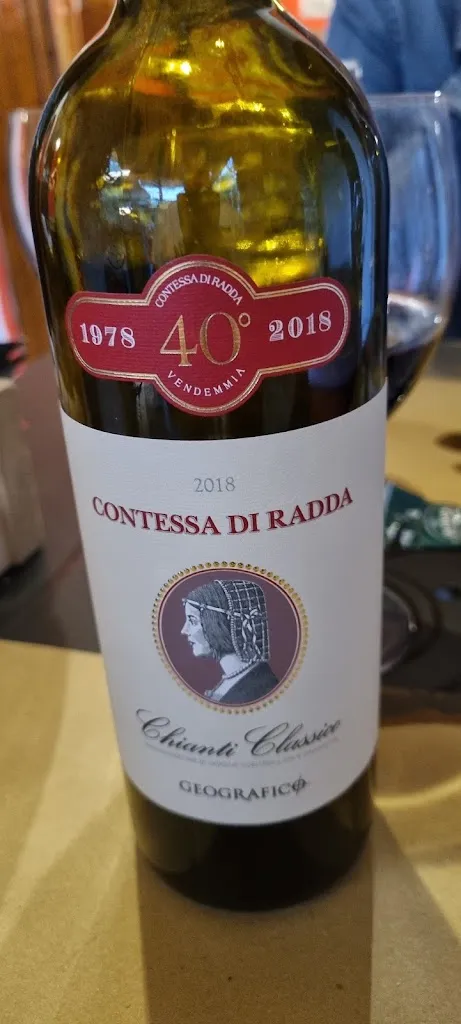 CONTESSA DI RADDA
1978 40° 2018
VENDEMMIA
2018
CONTESSA DI RADDA
Chianti Classico
GEOGRAFICO